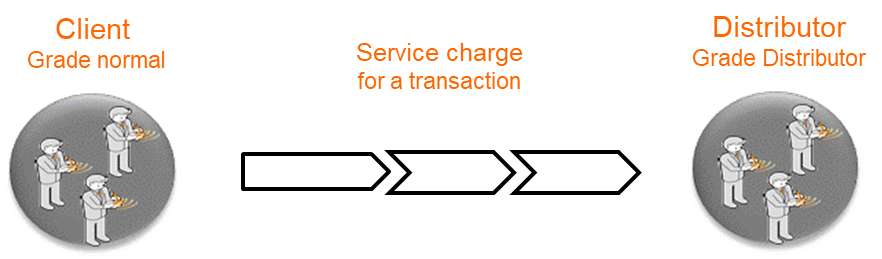 Client
Grade normal
Service charge
for a transaction
Distributor
Grade Distributor